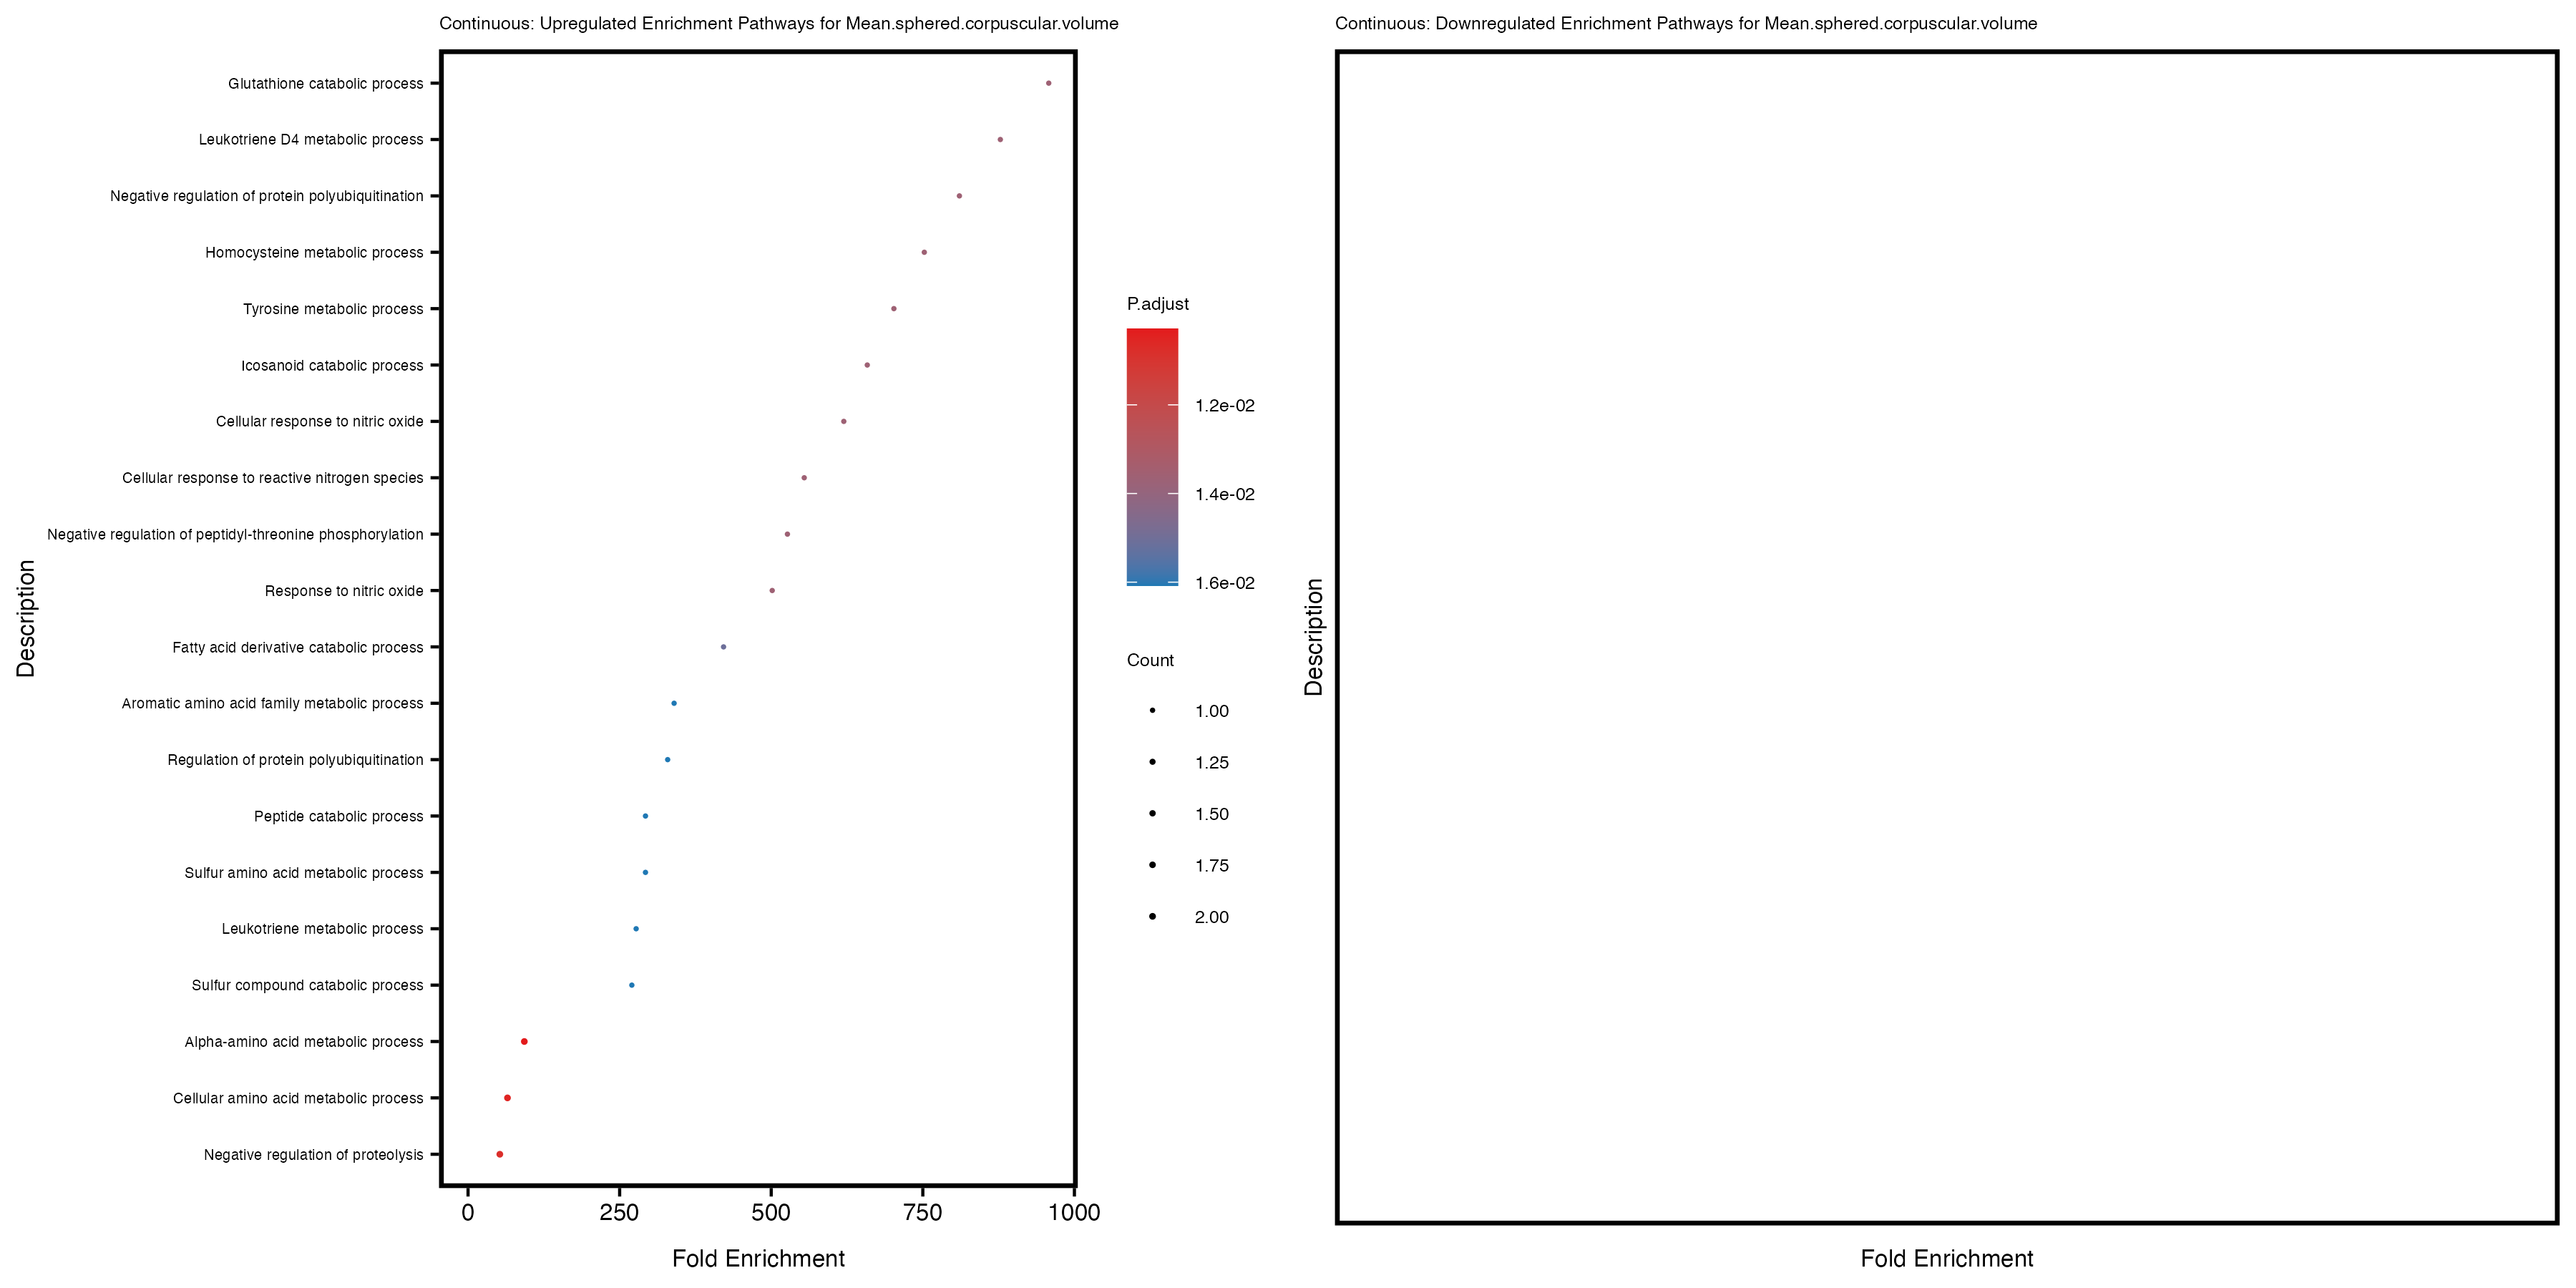 Continuous: Upregulated Enrichment Pathways for Mean.sphered.corpuscular.volume
Glutathione catabolic process
Leukotriene D4 metabolic process
Negative regulation of protein polyubiquitination
Homocysteine metabolic process
Tyrosine metabolic process
Icosanoid catabolic process
Cellular response to nitric oxide
Cellular response to reactive nitrogen species
Negative regulation of peptidyl-threonine phosphorylation
Response to nitric oxide
Fatty acid derivative catabolic process
Aromatic amino acid family metabolic process
Regulation of protein polyubiquitination
Peptide catabolic process
Sulfur amino acid metabolic process
Leukotriene metabolic process
Sulfur compound catabolic process
Alpha-amino acid metabolic process
Cellular amino acid metabolic process
Negative regulation of proteolysis
Description
0 250 500 750 1000
Fold Enrichment
P.adjust
1.2e-02
1.4e-02
1.6e-02
Count
1.00
1.25
1.50
1.75
2.00
Continuous: Downregulated Enrichment Pathways for Mean.sphered.corpuscular.volume
Description
Fold Enrichment